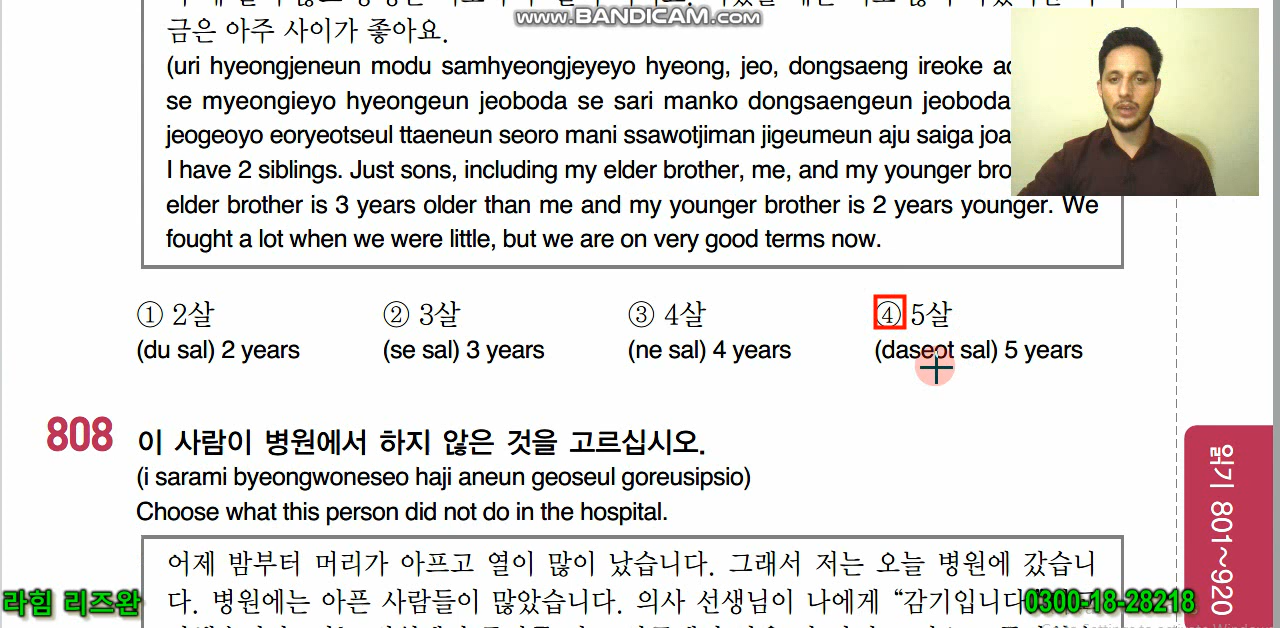 www.BANDICAM.com
금은 아주 사이가 좋아요.
(uri hyeongjeneun modu samhyeongjeyeyo hyeong, jeo, dongsaeng ireoke
se myeongieyo hyeongeun jeoboda se sari manko dongsaengeun jeoboda
jeogeoyo eoryeotseul ttaeneun seoro mani ssawotjiman jigeumeun aju saiga
I have 2 siblings. Just sons, including my elder brother, me, and my younger
elder brother is 3 years older than me and my younger brother is 2 years younger. We
fought a lot when we were little, but we are on very good terms now.
① 2살 ② 3살 ③ 4살 ④ 5살
(du sal) 2 years (se sal) 3 years (ne sal) 4 years (daseot sal) 5 years
808 이 사람이 병원에서 하지 않은 것을 고르십시오.
(i sarami byeongwoneseo haji aneun geoseul goreusipsio)
Choose what this person did not do in the hospital.
읽기 801~920
어제 밤부터 머리가 아프고 열이 많이 났습니다. 그래서 저는 오늘 병원에 갔습니
다. 병원에는 아픈 사람들이 많았습니다. 의사 선생님이 나에게 “감기입니다
라힘 리즈완
0300-18-28218